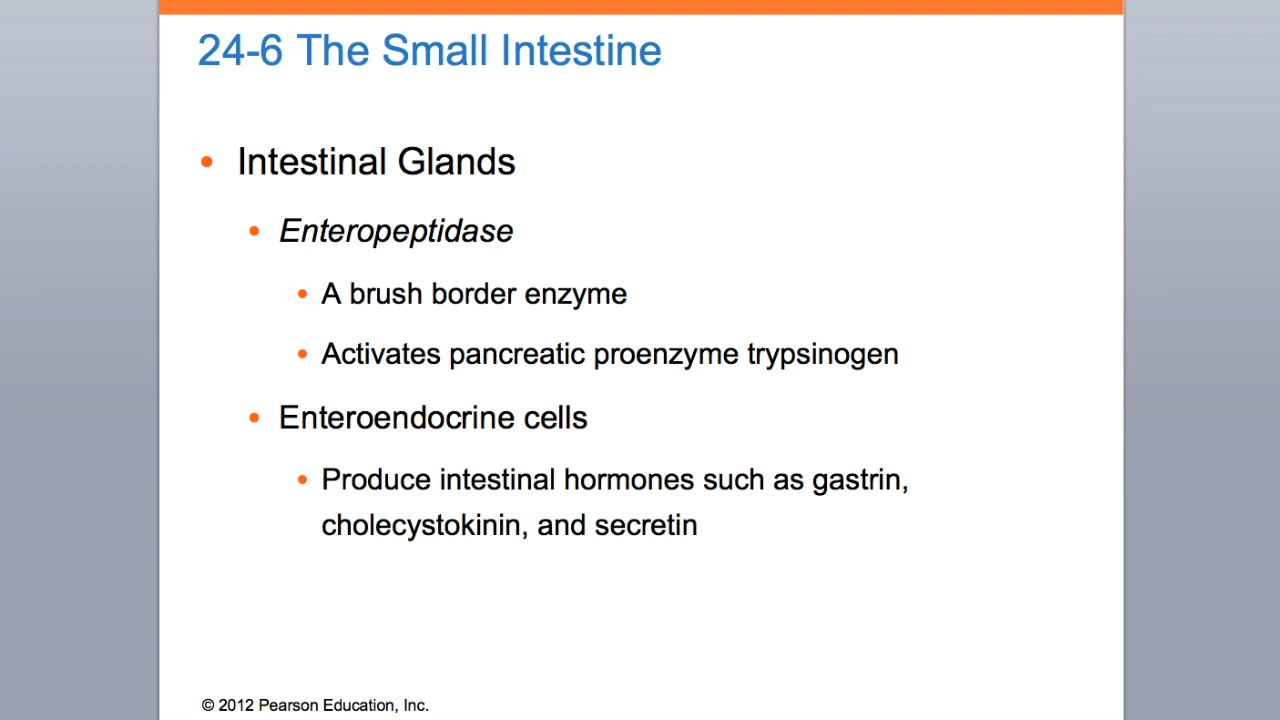 24-6 The Small Intestine
• Intestinal Glands
• Enteropeptidase
• A brush border enzyme
• Activates pancreatic proenzyme trypsinogen
• Enteroendocrine cells
• Produce intestinal hormones such as gastrin,
cholecystokinin, and secretin
© 2012 Pearson Education, Inc.